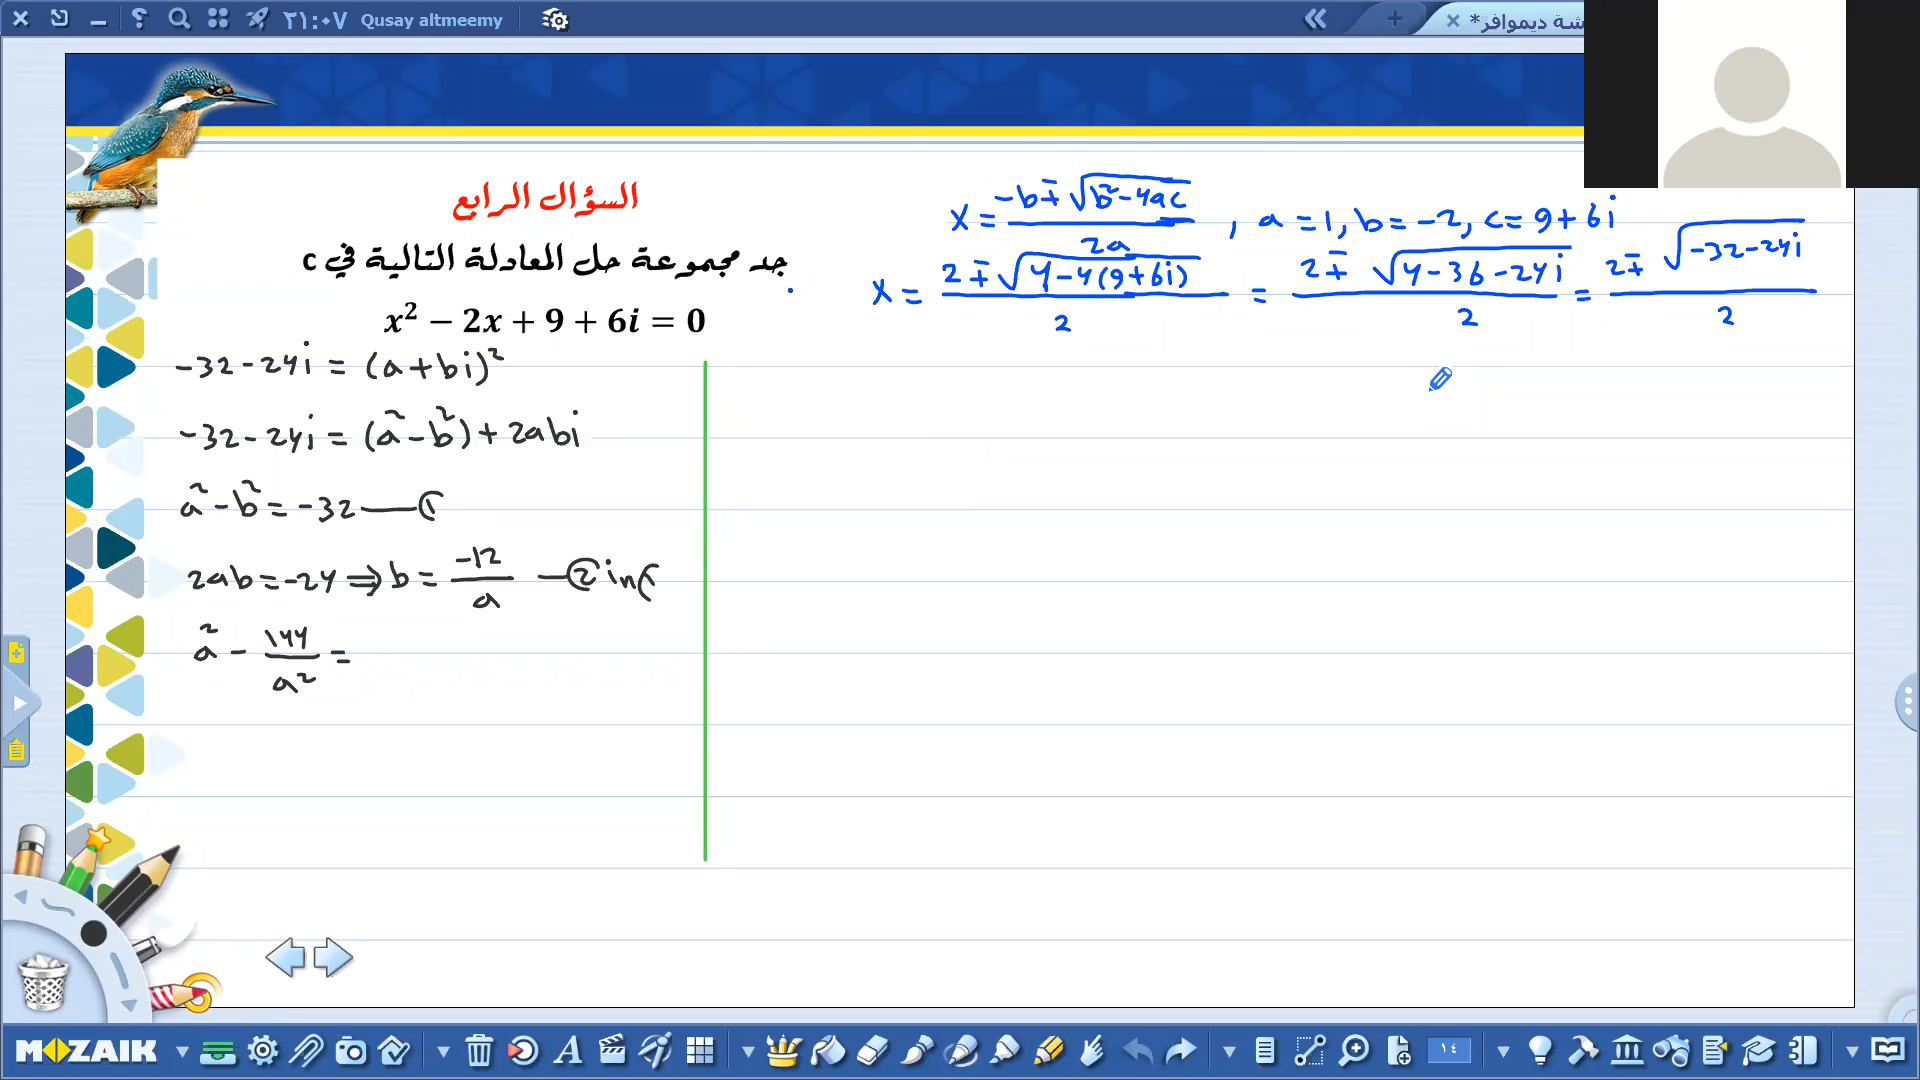 ٢١:٠٧ Qusay altmeemy
شة ديموافر*
السؤال الرابع
جد مجموعة حل المعادلة التالية في c
x² − 2x + 9 + 6i = 0
-32-24i = (a+bi)²
-32-24i = (a²-b²)+2abi
a²-b² = -32 — ①
2ab = -24 ⇒ b = -12/a — ② in ①
a² - 144/a² =
x = (-b∓√(b²-4ac))/2a , a=1, b=-2, c=9+6i
x = (2∓√(4-4(9+6i)))/2 = (2∓√(4-36-24i))/2 = (2∓√(-32-24i))/2
MOZAIK
١٤